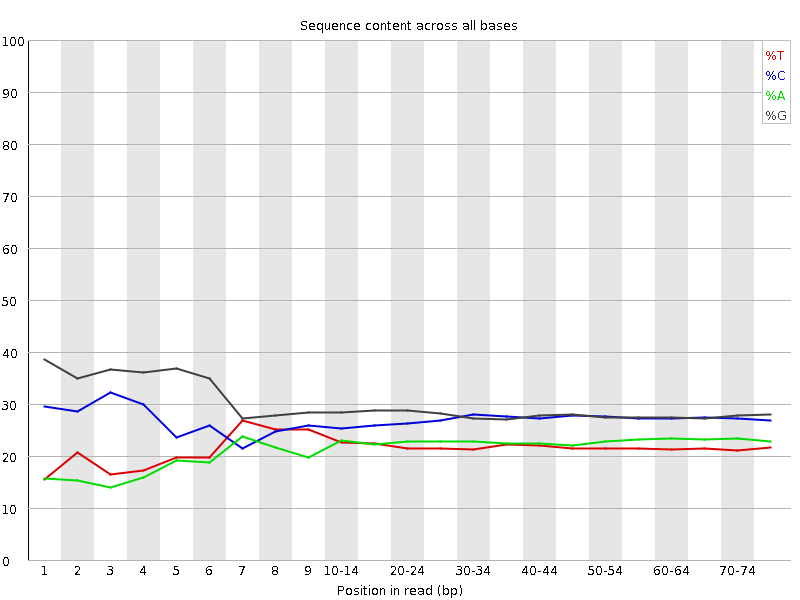 Sequence content across all bases
100
90
80
70
60
50
40
30
20
10
0
%T
%C
%A
%G
1 2 3 4 5 6 7 8 9 10-14 20-24 30-34 40-44 50-54 60-64 70-74
Position in read (bp)